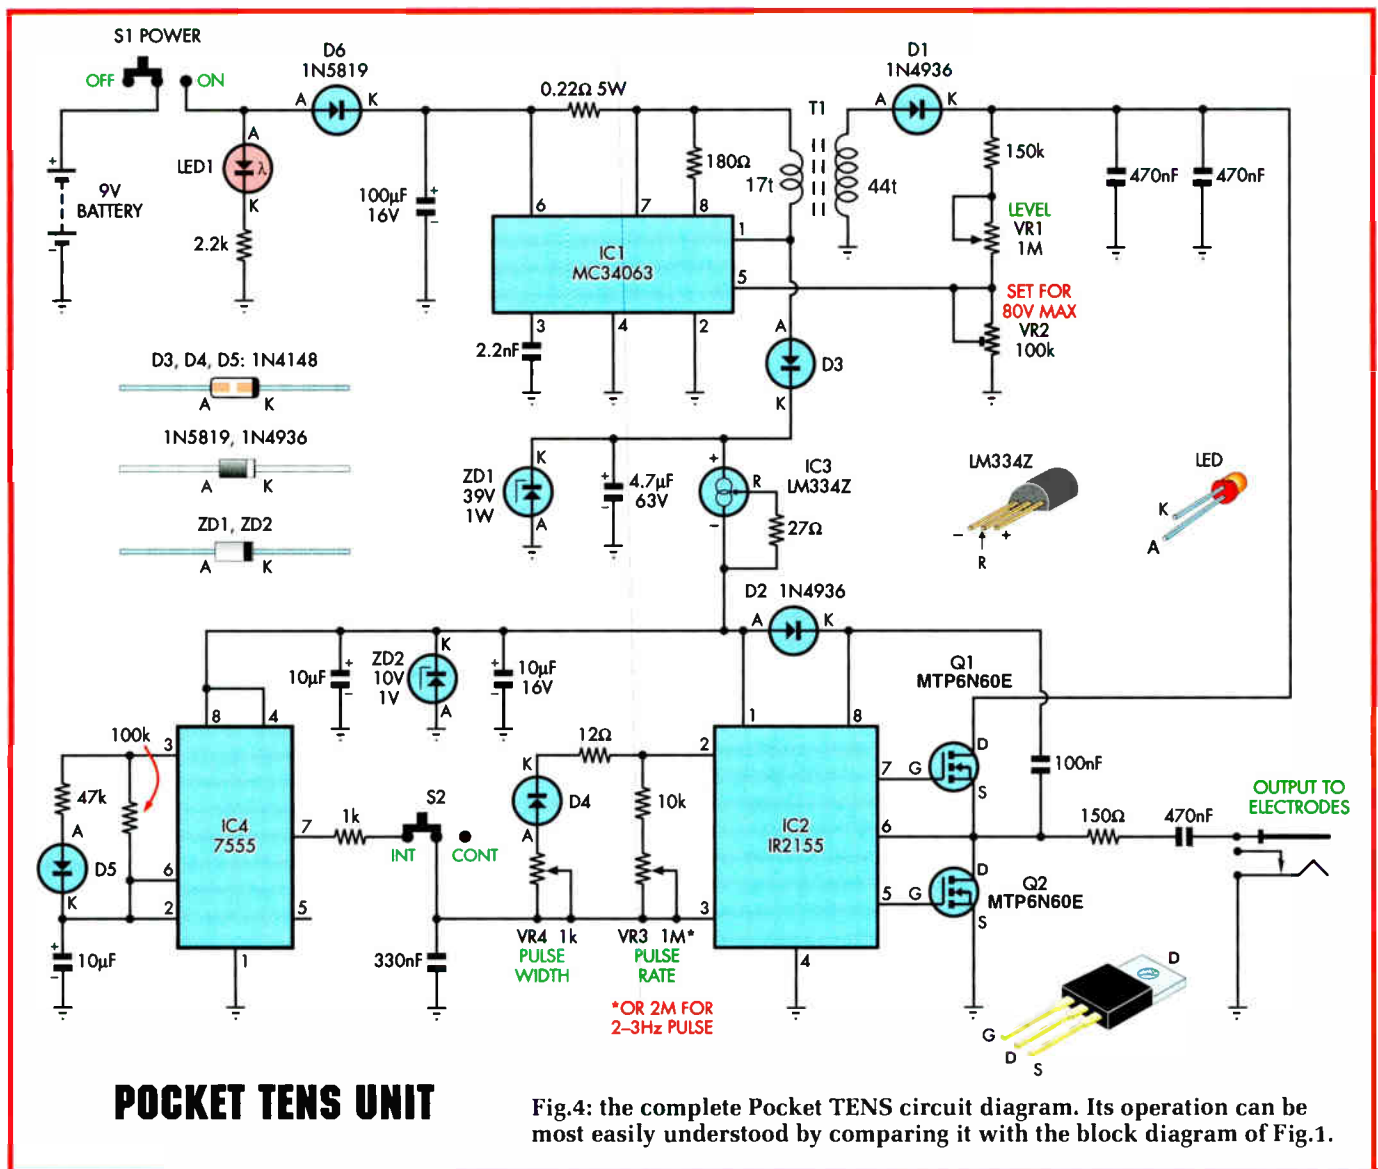 S1 POWER
OFF
ON
D6
1N5819
A
K
0.22Ω 5W
T1
D1
1N4936
A
K
A
LED1
λ
K
2.2k
+
9V
BATTERY
−
100µF
16V
+
−
180Ω
17t
44t
150k
470nF
470nF
LEVEL
VR1
1M
6
7
8
IC1
MC34063
1
5
3
4
2
2.2nF
SET FOR
80V MAX
VR2
100k
A
D3
K
D3, D4, D5: 1N4148
A
K
1N5819, 1N4936
A
K
ZD1, ZD2
A
K
ZD1
39V
1W
K
A
+
4.7µF
63V
−
+
IC3
LM334Z
R
−
27Ω
LM334Z
−
R
+
LED
K
A
D2 1N4936
A
K
10µF
+
−
ZD2
10V
1V
K
A
+
10µF
16V
−
Q1
MTP6N60E
100k
8
4
3
47k
A
D5
K
6
2
+
10µF
−
IC4
7555
7
5
1
1k
S2
INT
CONT
330nF
12Ω
K
D4
A
10k
VR4 1k
PULSE
WIDTH
VR3 1M*
PULSE
RATE
*OR 2M FOR
2–3Hz PULSE
1
8
2
3
IC2
IR2155
7
6
5
4
G
D
S
G
D
S
Q2
MTP6N60E
100nF
150Ω
470nF
OUTPUT TO
ELECTRODES
D
G
D
S
POCKET TENS UNIT
Fig.4: the complete Pocket TENS circuit diagram. Its operation can be
most easily understood by comparing it with the block diagram of Fig.1.